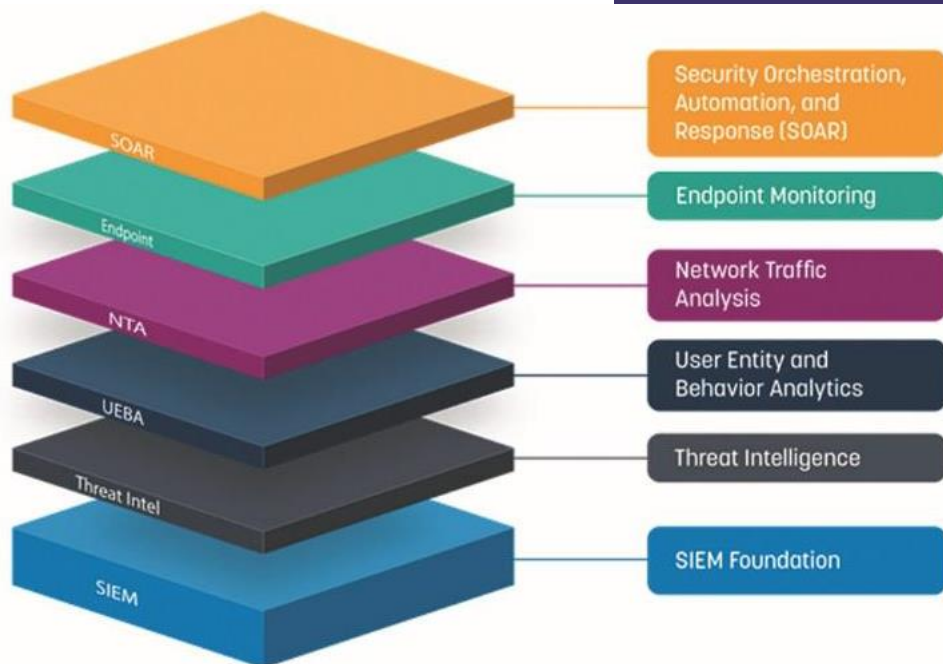 SOAR
Security Orchestration,
Automation, and
Response (SOAR)
Endpoint
Endpoint Monitoring
NTA
Network Traffic
Analysis
UEBA
User Entity and
Behavior Analytics
Threat Intel
Threat Intelligence
SIEM
SIEM Foundation